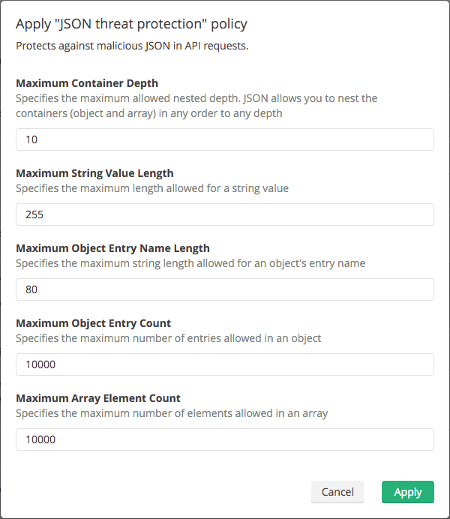 Apply "JSON threat protection" policy
Protects against malicious JSON in API requests.
Maximum Container Depth
Specifies the maximum allowed nested depth. JSON allows you to nest the
containers (object and array) in any order to any depth
10
Maximum String Value Length
Specifies the maximum length allowed for a string value
255
Maximum Object Entry Name Length
Specifies the maximum string length allowed for an object's entry name
80
Maximum Object Entry Count
Specifies the maximum number of entries allowed in an object
10000
Maximum Array Element Count
Specifies the maximum number of elements allowed in an array
10000
Cancel Apply